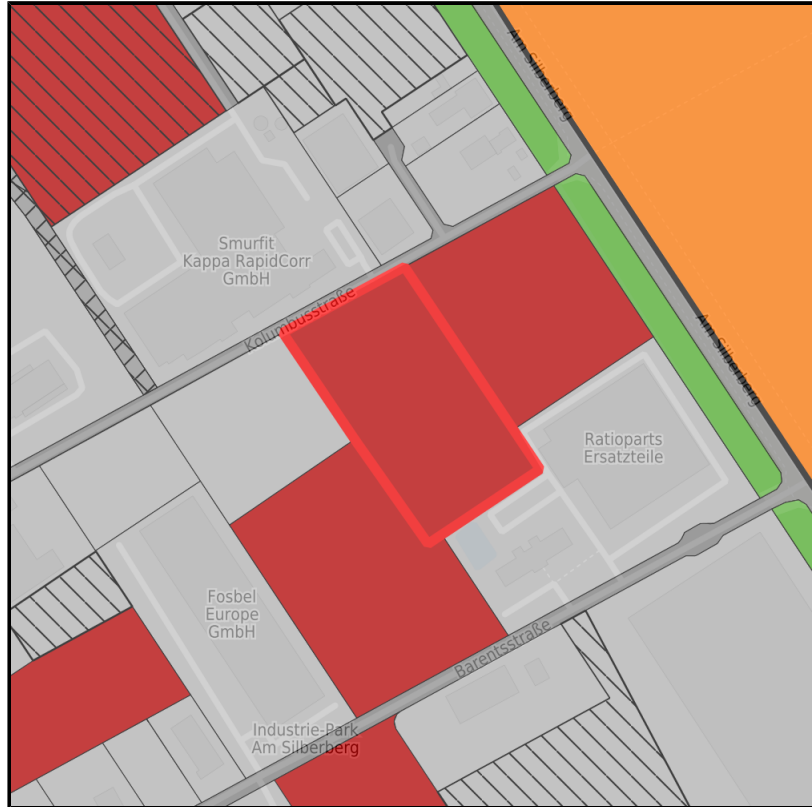 Am Silberberg
Smurfit
Kappa RapidCorr
GmbH
Kolumbusstraße
Am Silberberg
Ratioparts
Ersatzteile
Fosbel
Europe
GmbH
Barentsstraße
Industrie-Park
Am Silberberg